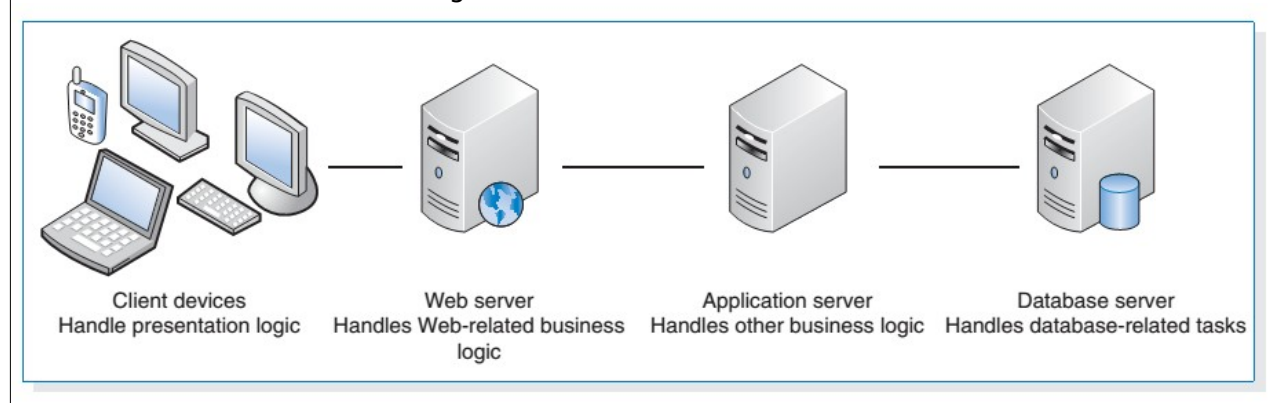 Client devices
Handle presentation logic
Web server
Handles Web-related business
logic
Application server
Handles other business logic
Database server
Handles database-related tasks